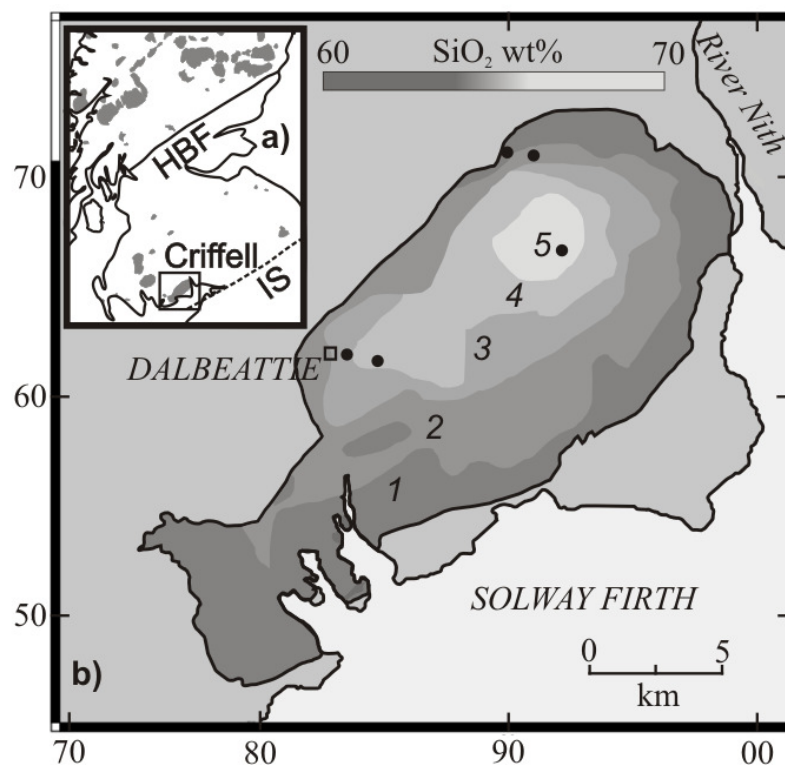 60 SiO₂ wt% 70
River Nith
HBF
a)
Criffell
IS
70
5
4
3
DALBEATTIE
60
2
1
50
SOLWAY FIRTH
0 5
km
b)
70 80 90 00